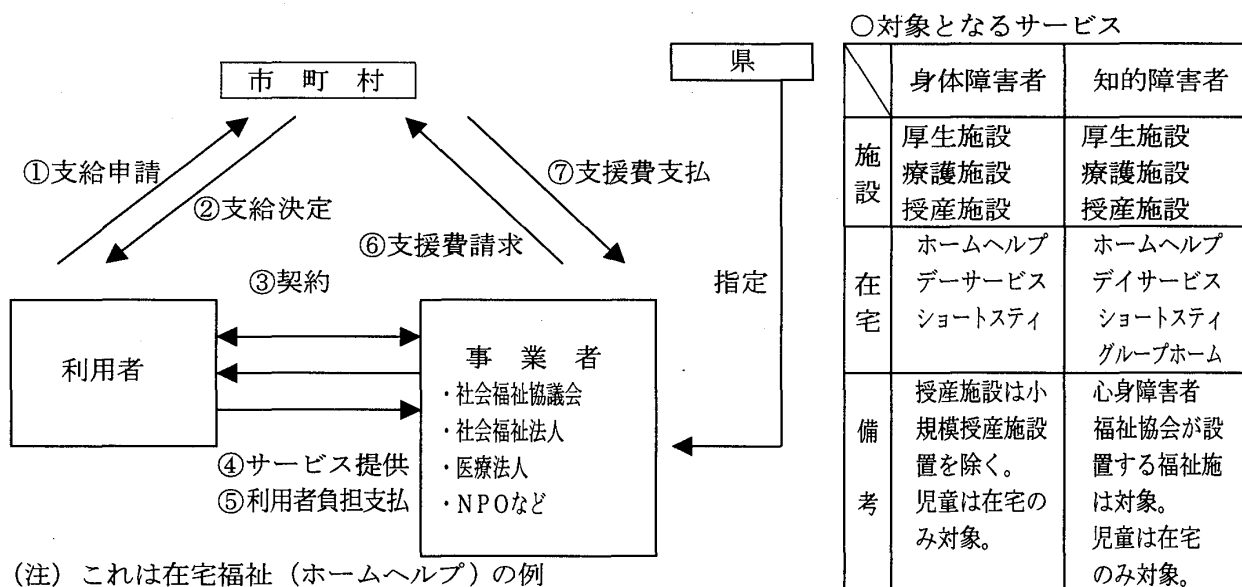 県
市 町 村
①支給申請
②支給決定
⑦支援費支払
⑥支援費請求
③契約
指定
利用者
事 業 者
・社会福祉協議会
・社会福祉法人
・医療法人
・NPOなど
④サービス提供
⑤利用者負担支払
(注) これは在宅福祉(ホームヘルプ)の例
○対象となるサービス
身体障害者 知的障害者
施設
厚生施設 厚生施設
療護施設 療護施設
授産施設 授産施設
在宅
ホームヘルプ ホームヘルプ
デーサービス デイサービス
ショートスティ ショートスティ
グループホーム
備考
授産施設は小
規模授産施設
置を除く。
児童は在宅の
み対象。
心身障害者
福祉協会が設
置する福祉施
は対象。
児童は在宅
のみ対象。